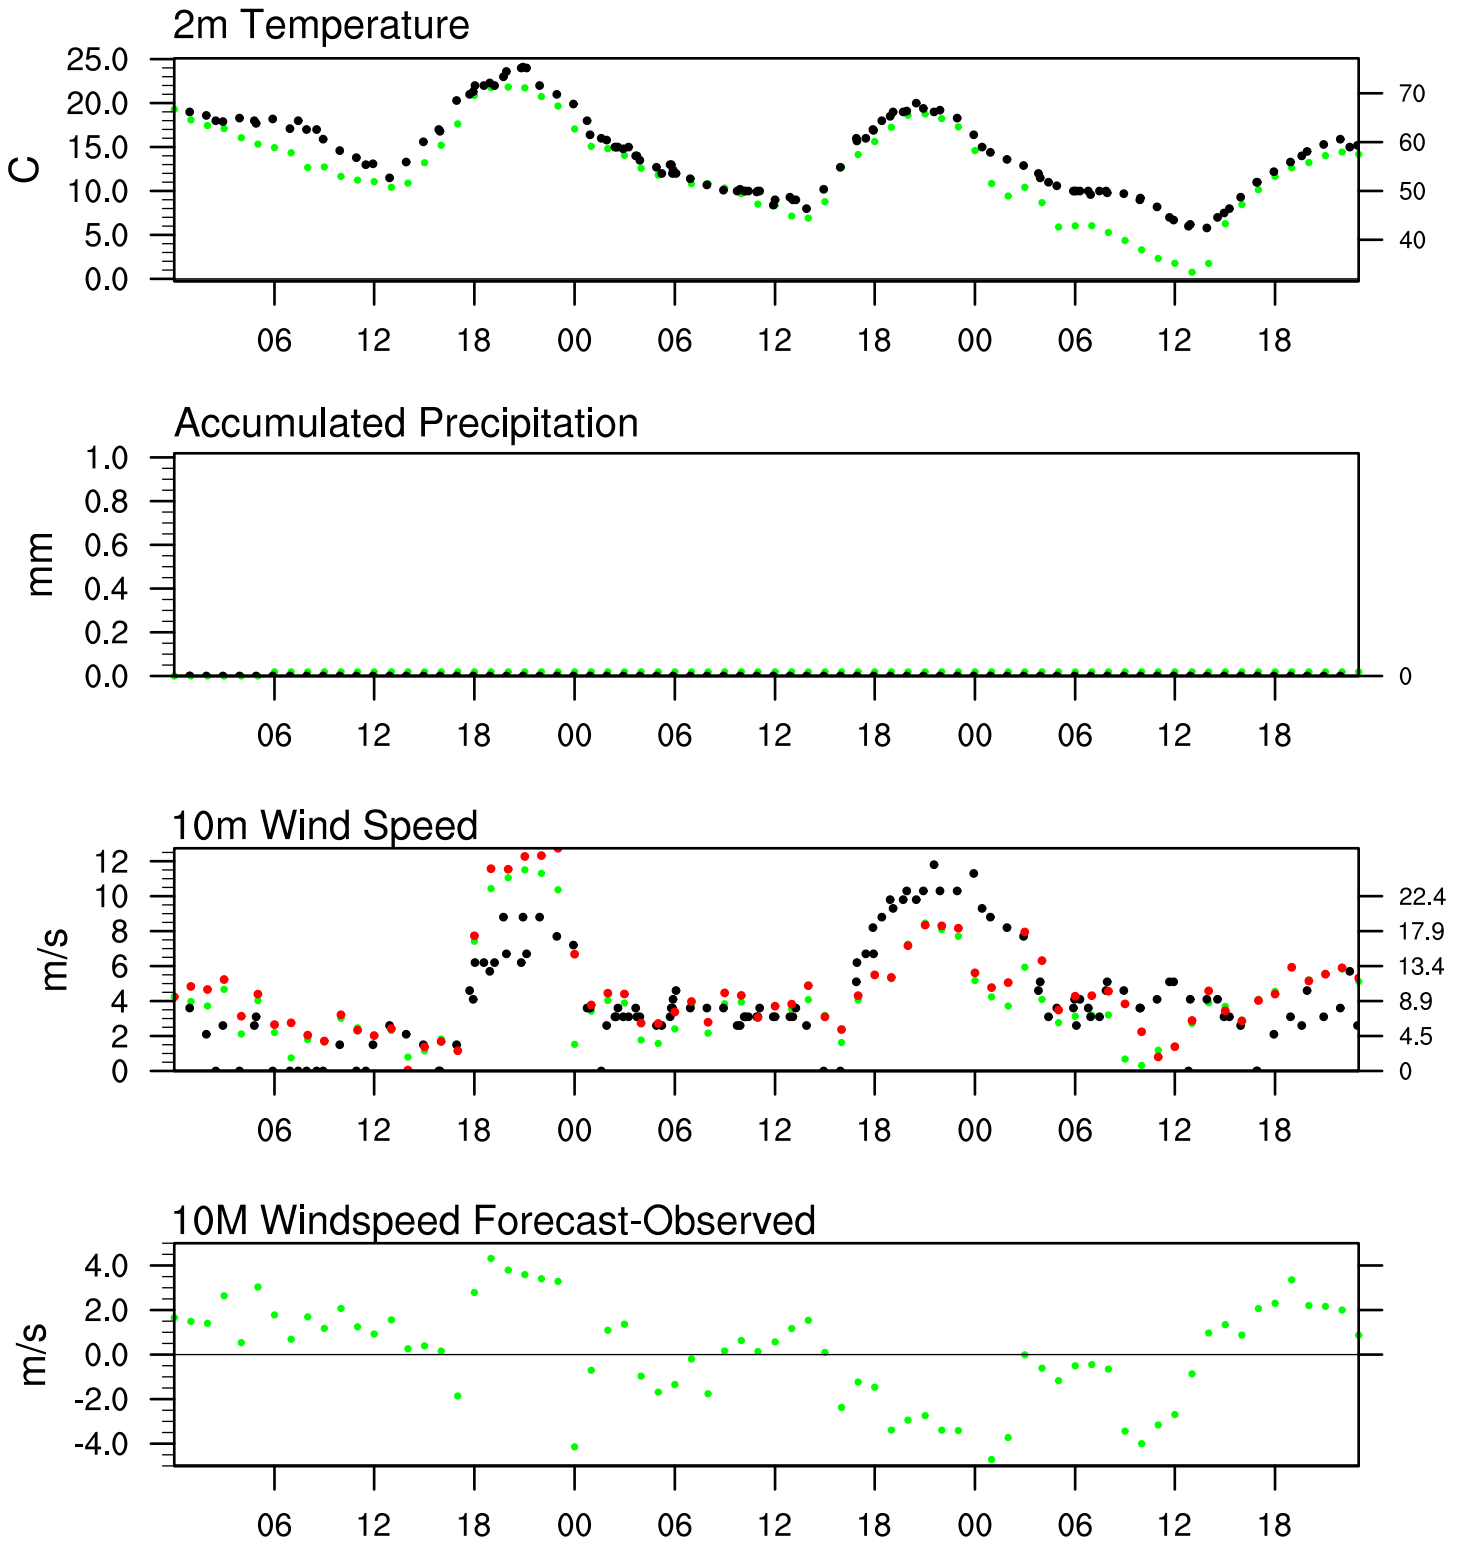 2m Temperature
25.0
20.0
15.0
10.0
5.0
0.0
C
70
60
50
40
06 12 18 00 06 12 18 00 06 12 18
Accumulated Precipitation
1.0
0.8
0.6
0.4
0.2
0.0
mm
0
06 12 18 00 06 12 18 00 06 12 18
10m Wind Speed
12
10
8
6
4
2
0
m/s
22.4
17.9
13.4
8.9
4.5
0
06 12 18 00 06 12 18 00 06 12 18
10M Windspeed Forecast-Observed
4.0
2.0
0.0
-2.0
-4.0
m/s
06 12 18 00 06 12 18 00 06 12 18